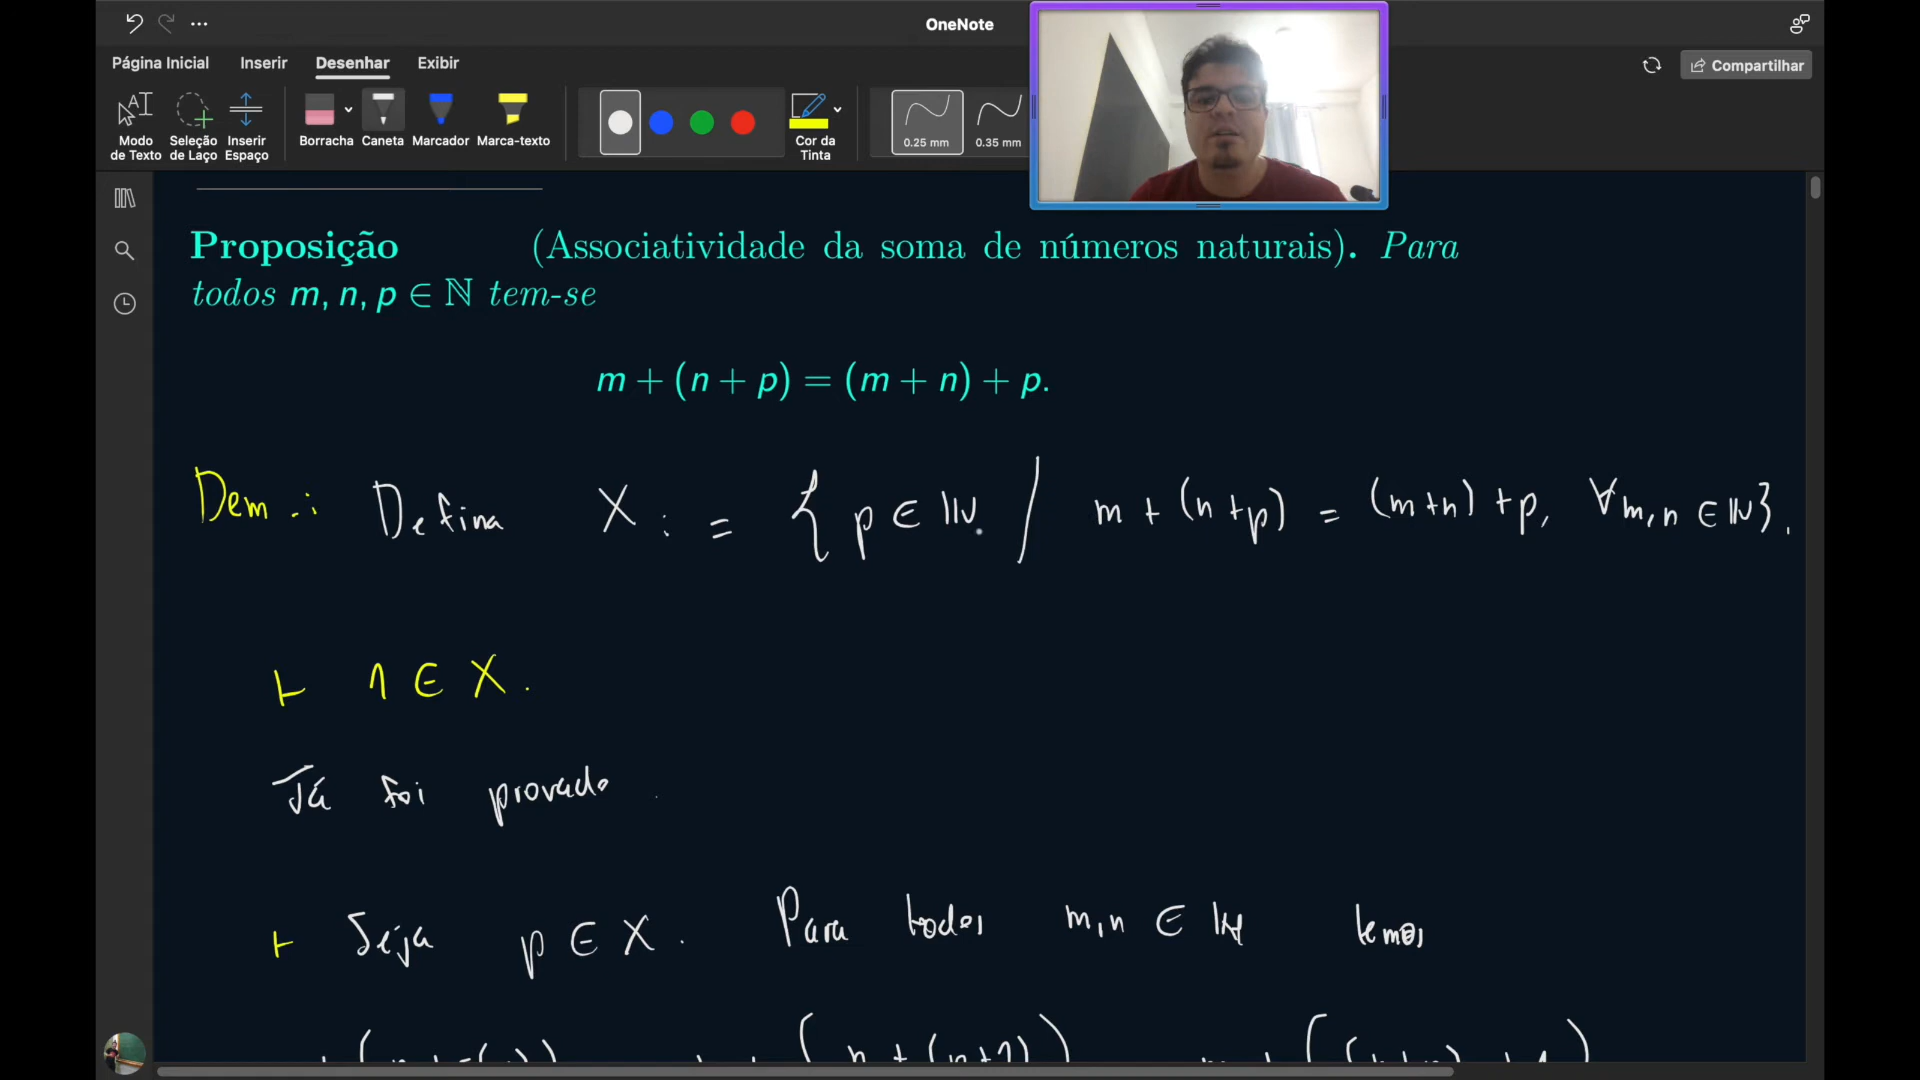 OneNote
Página Inicial Inserir Desenhar Exibir
Compartilhar
Modo de Texto Seleção de Laço Inserir Espaço Borracha Caneta Marcador Marca-texto Cor da Tinta 0.25 mm 0.35 mm
Proposição (Associatividade da soma de números naturais). Para
todos m, n, p ∈ ℕ tem-se
m + (n + p) = (m + n) + p.
Dem.: Defina X := { p ∈ ℕ / m + (n+p) = (m+n) + p, ∀m,n ∈ ℕ}.
⊢ 1 ∈ X.
Já foi provado.
⊢ Seja p ∈ X. Para todos m,n ∈ ℕ temos